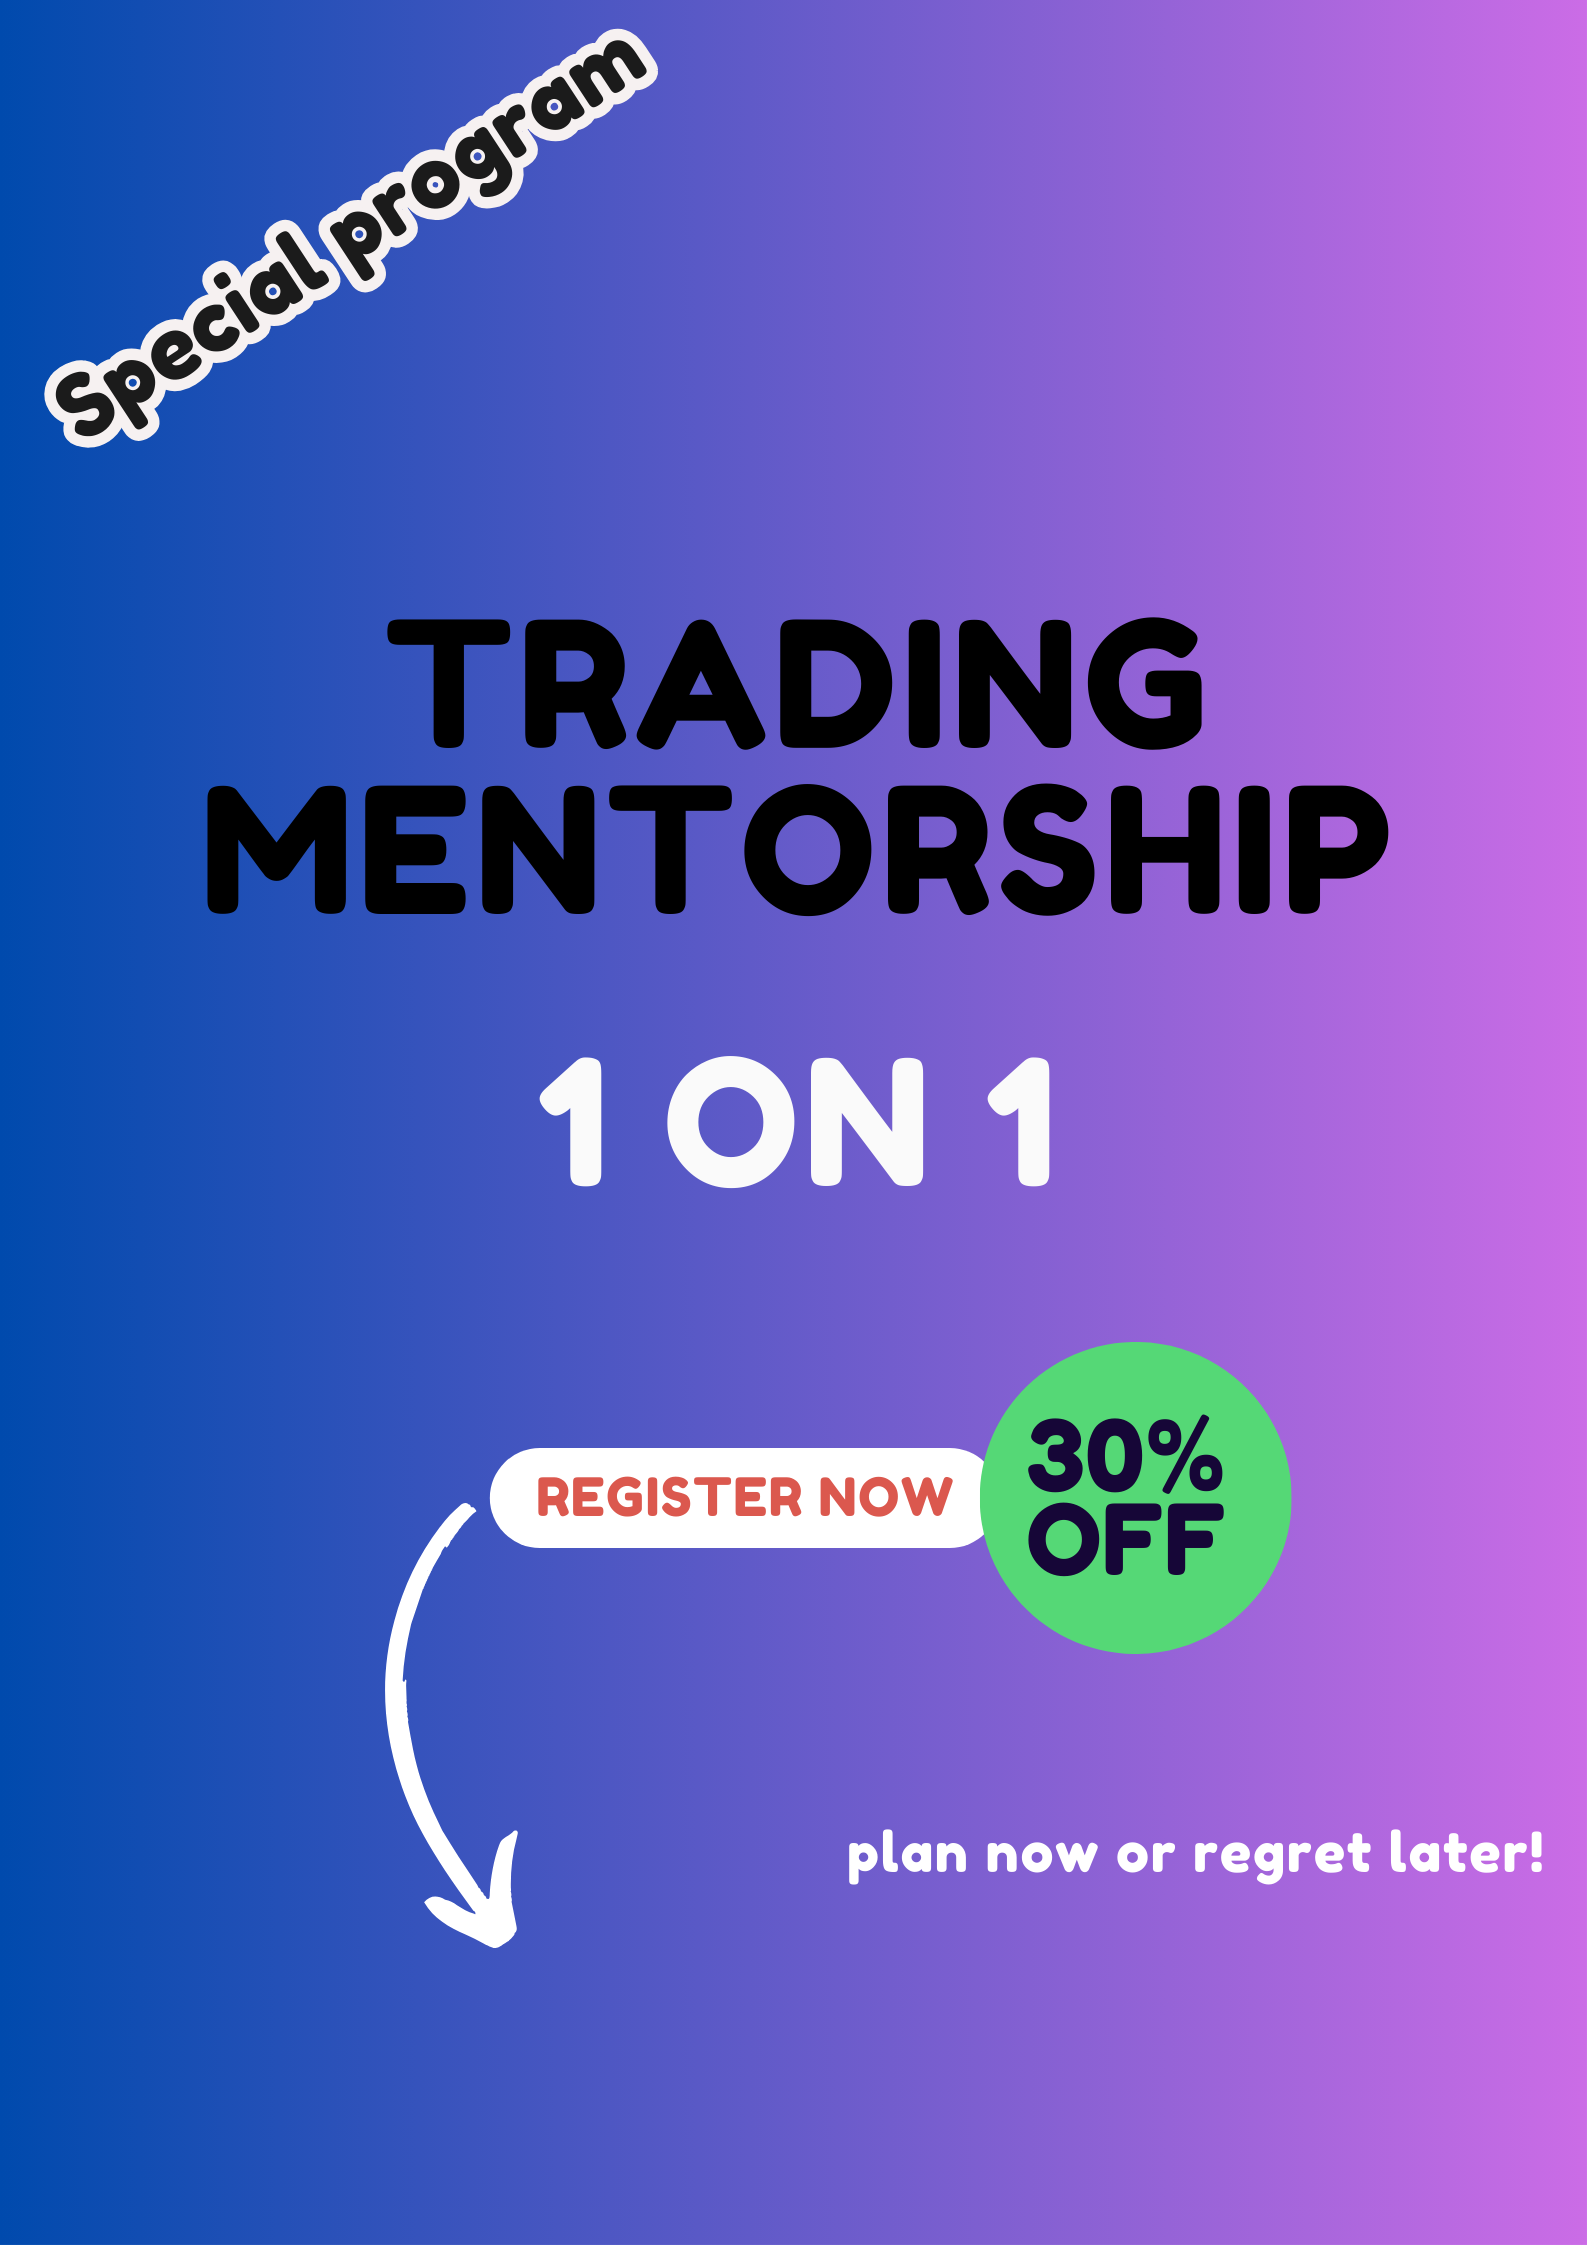 Special program
TRADING
MENTORSHIP
1 ON 1
REGISTER NOW
30%
OFF
plan now or regret later!